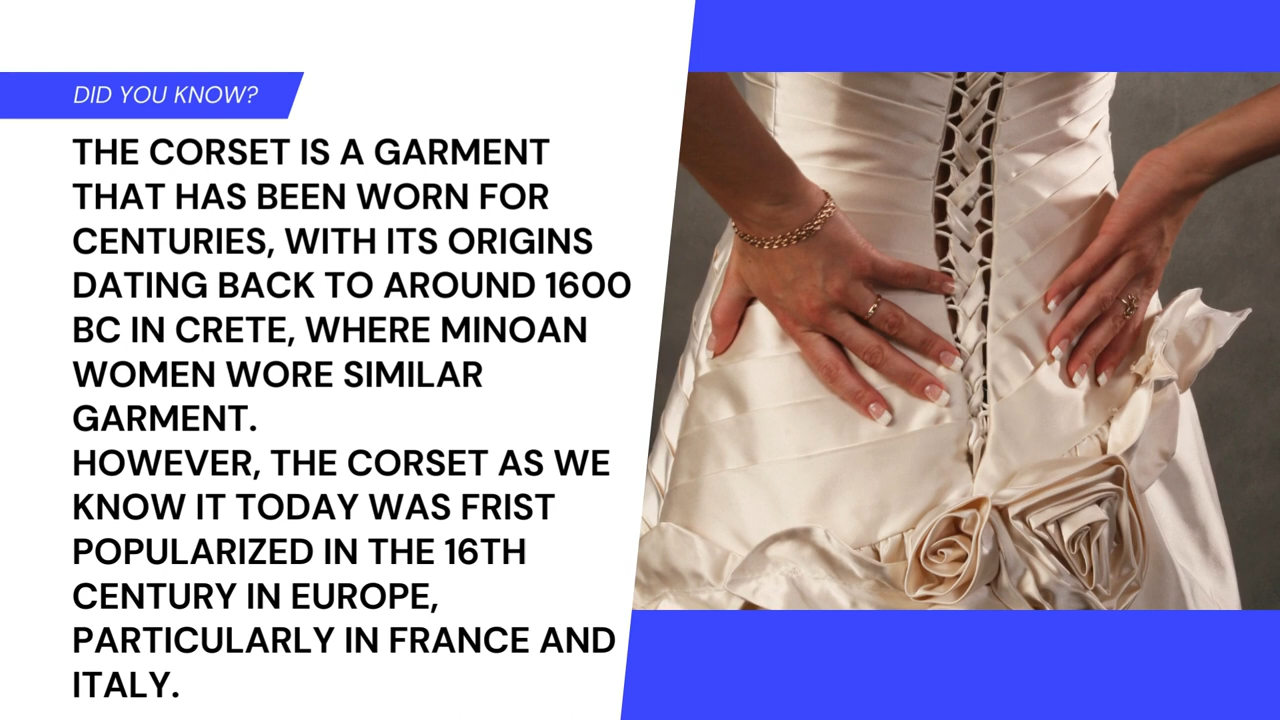 DID YOU KNOW?
THE CORSET IS A GARMENT
THAT HAS BEEN WORN FOR
CENTURIES, WITH ITS ORIGINS
DATING BACK TO AROUND 1600
BC IN CRETE, WHERE MINOAN
WOMEN WORE SIMILAR
GARMENT.
HOWEVER, THE CORSET AS WE
KNOW IT TODAY WAS FRIST
POPULARIZED IN THE 16TH
CENTURY IN EUROPE,
PARTICULARLY IN FRANCE AND
ITALY.